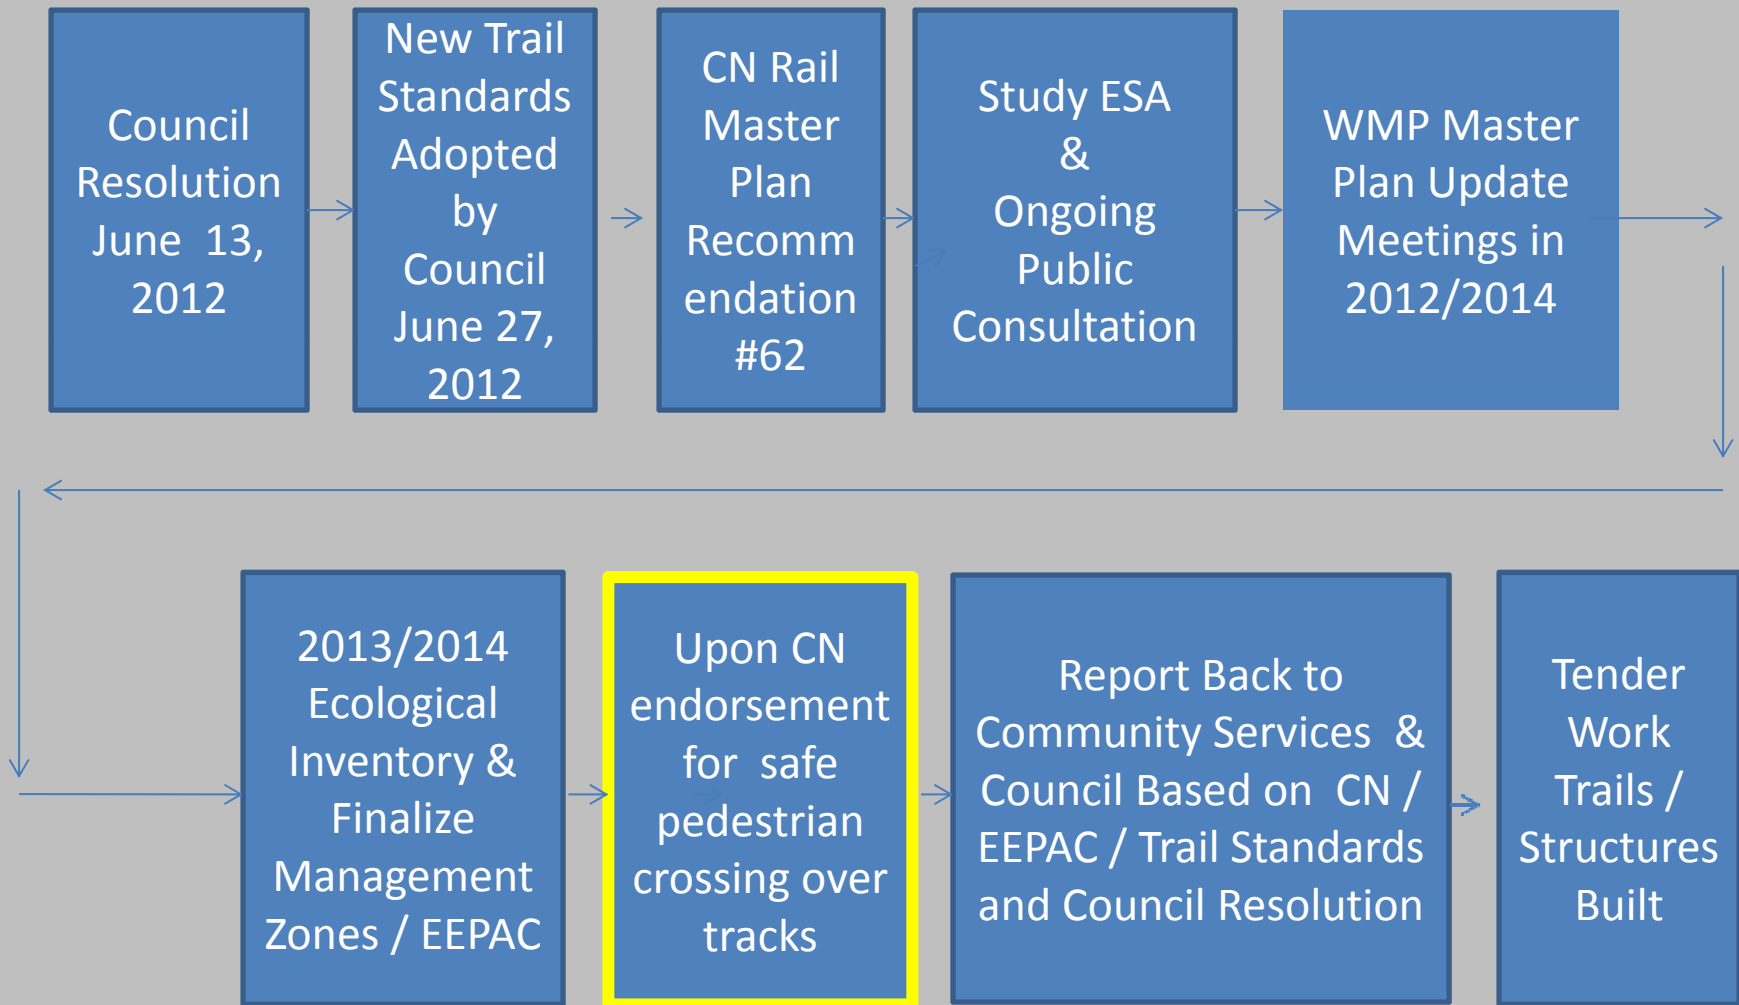 Council
Resolution
June 13,
2012
New Trail
Standards
Adopted
by
Council
June 27,
2012
CN Rail
Master
Plan
Recomm
endation
#62
Study ESA
&
Ongoing
Public
Consultation
WMP Master
Plan Update
Meetings in
2012/2014
2013/2014
Ecological
Inventory &
Finalize
Management
Zones / EEPAC
Upon CN
endorsement
for safe
pedestrian
crossing over
tracks
Report Back to
Community Services &
Council Based on CN /
EEPAC / Trail Standards
and Council Resolution
Tender
Work
Trails /
Structures
Built